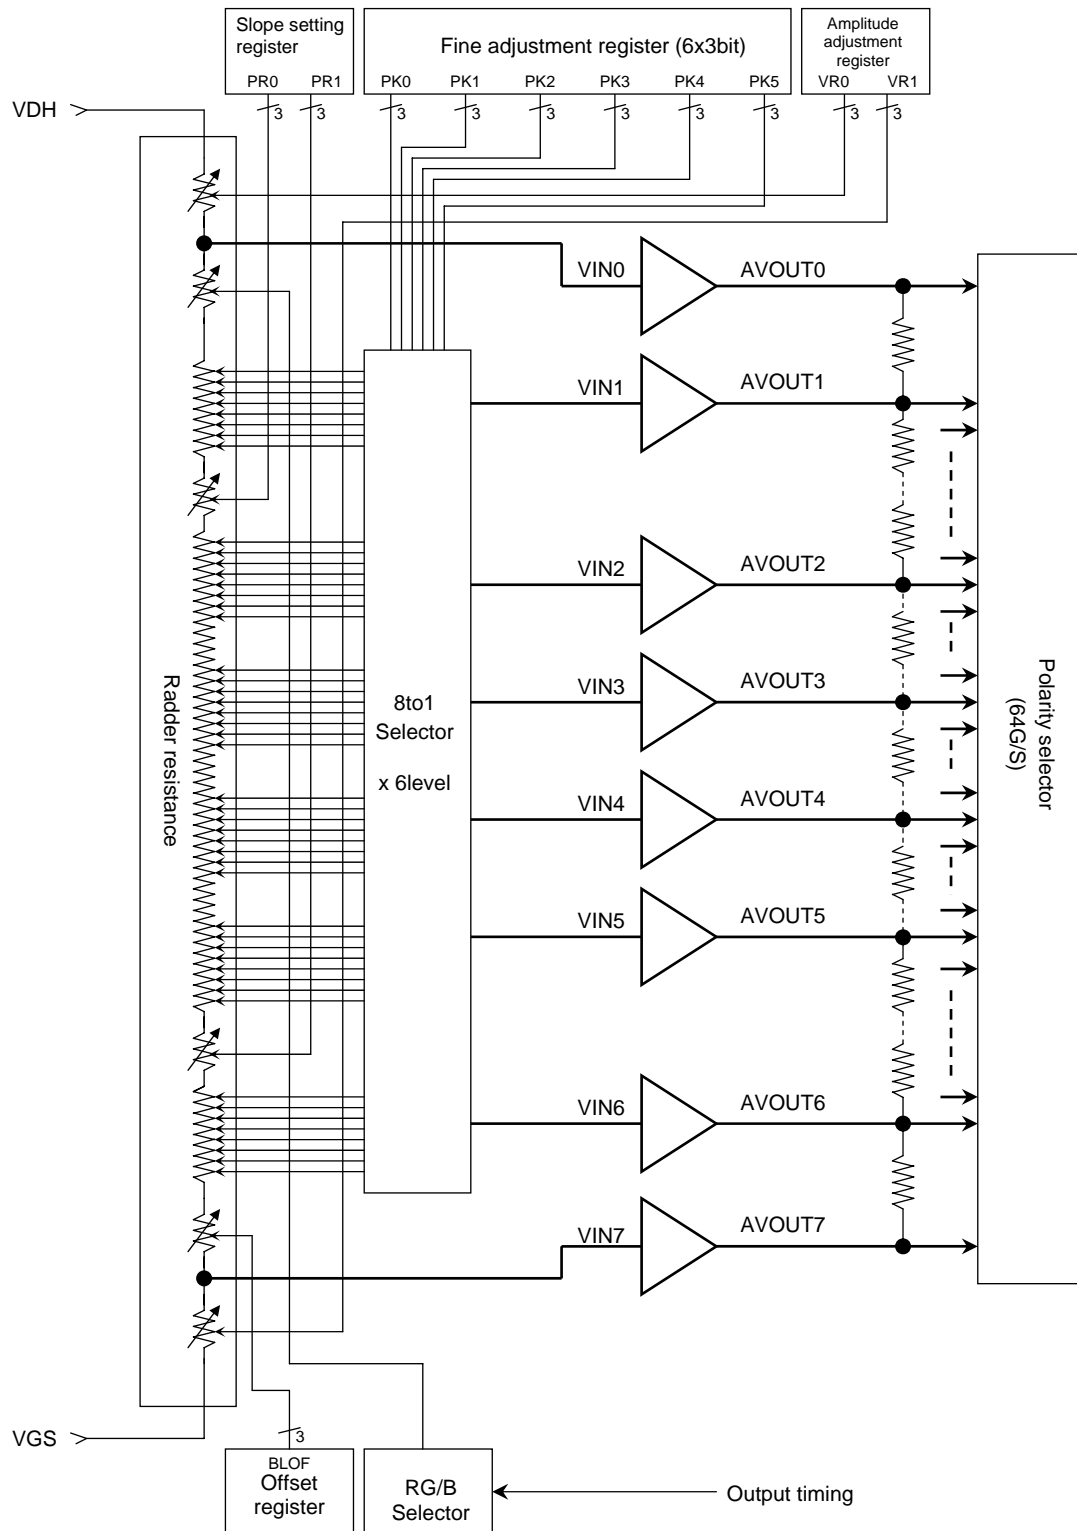 Slope setting
register
PR0 PR1
3 3
Fine adjustment register (6x3bit)
PK0 PK1 PK2 PK3 PK4 PK5
3 3 3 3 3 3
Amplitude
adjustment
register
VR0 VR1
3 3
VDH
VIN0 AVOUT0
VIN1 AVOUT1
VIN2 AVOUT2
VIN3 AVOUT3
VIN4 AVOUT4
VIN5 AVOUT5
VIN6 AVOUT6
VIN7 AVOUT7
Radder resistance
8to1
Selector
x 6level
Polarity selector
(64G/S)
VGS
3
BLOF
Offset
register
RG/B
Selector
Output timing